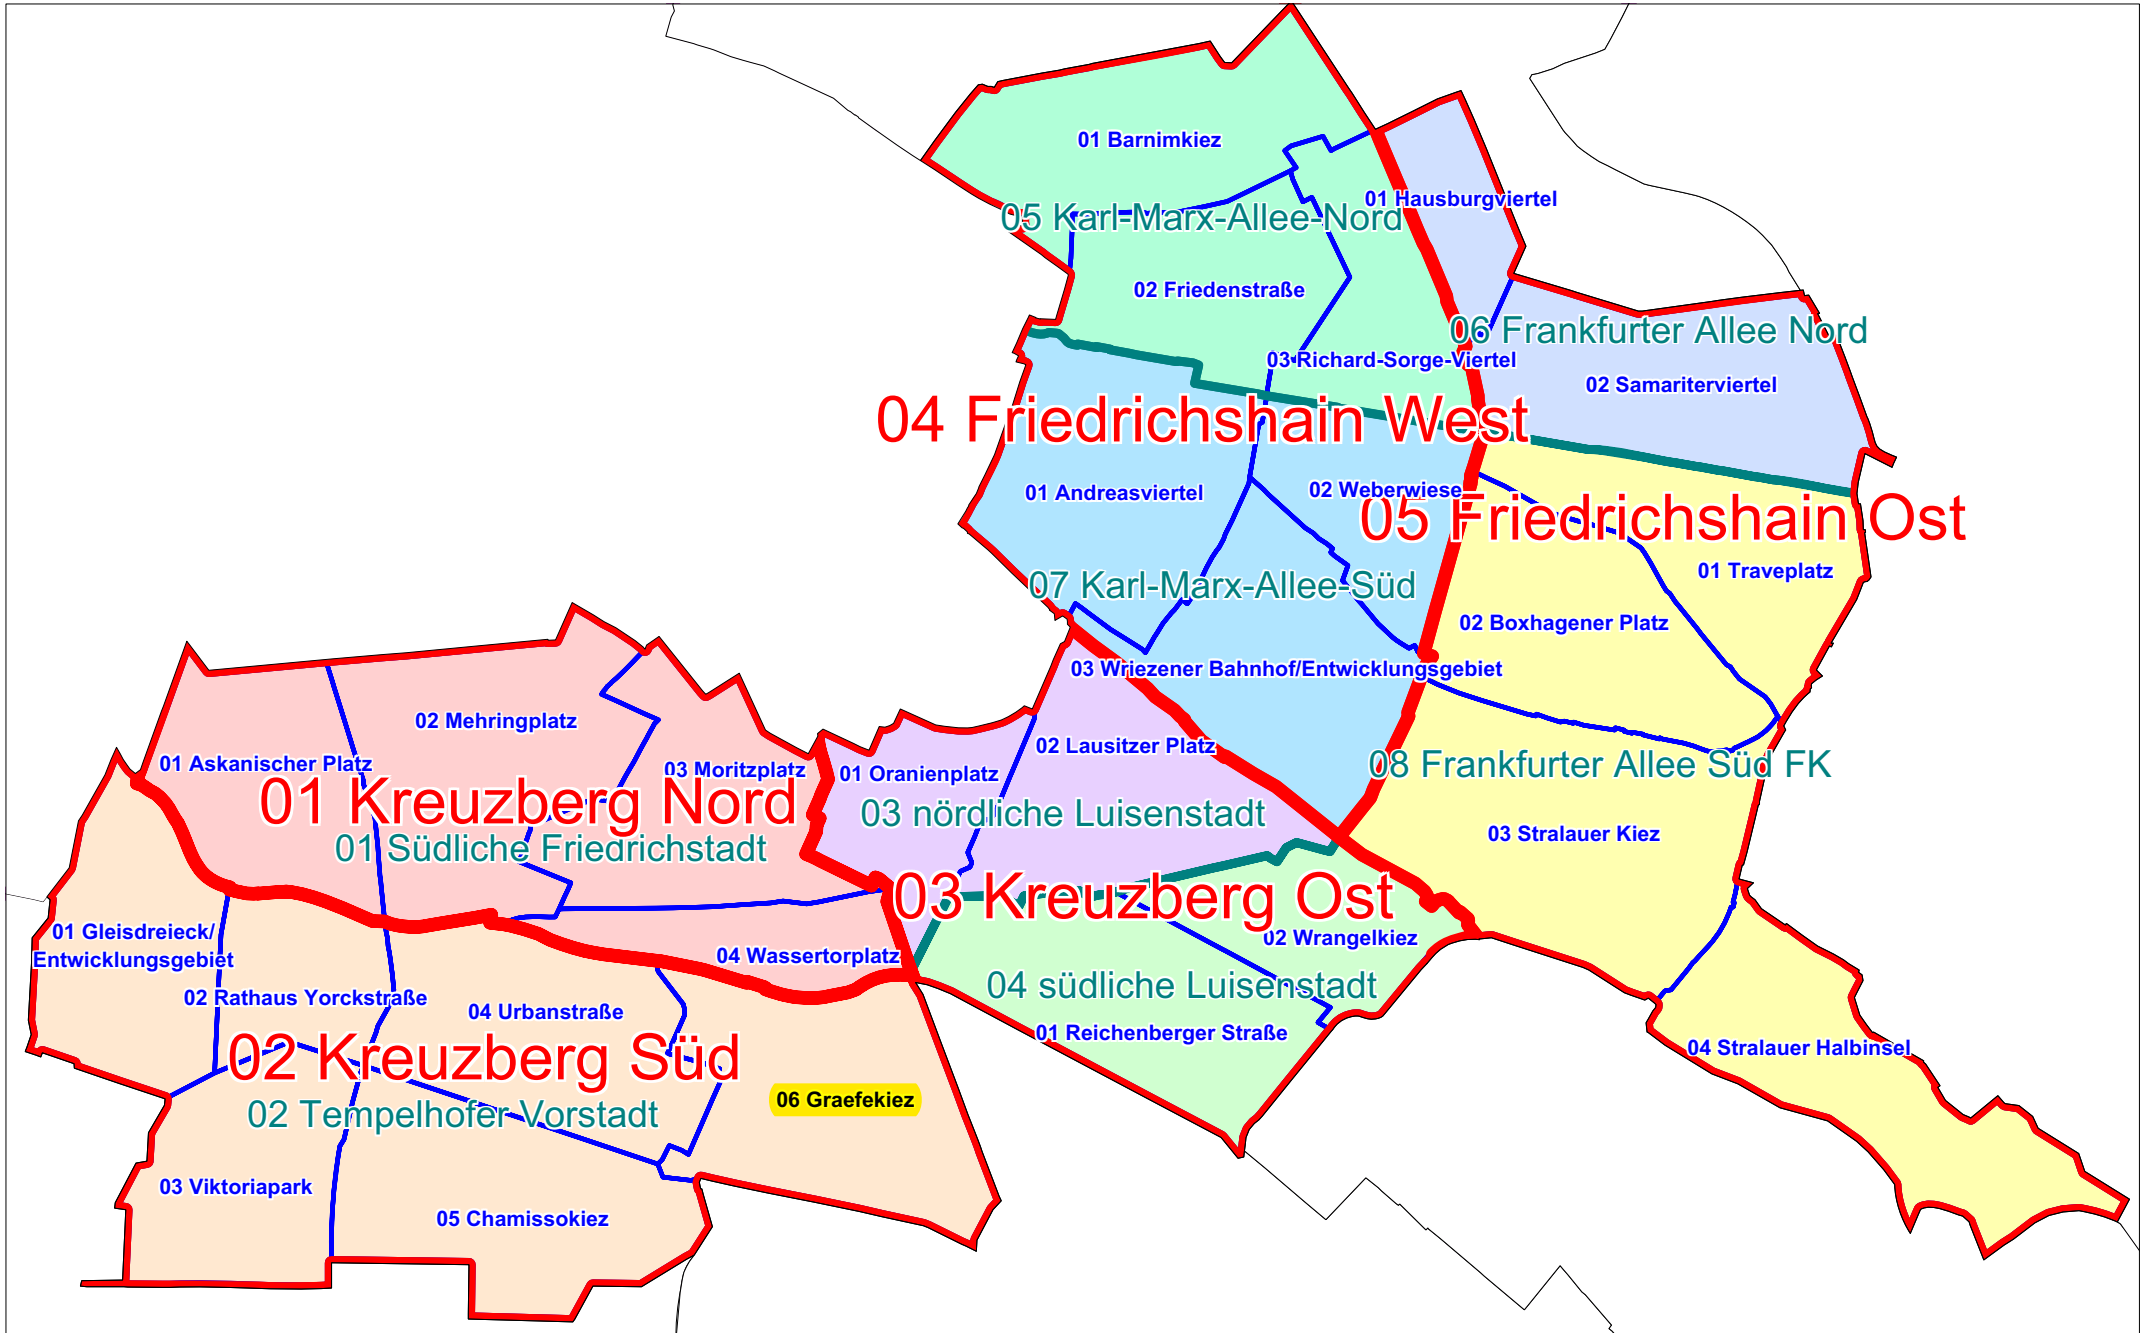 01 Barnimkiez
01 Hausburgviertel
05 Karl-Marx-Allee-Nord
02 Friedenstraße
06 Frankfurter Allee Nord
03 Richard-Sorge-Viertel
02 Samariterviertel
04 Friedrichshain West
01 Andreasviertel
02 Weberwiese
05 Friedrichshain Ost
01 Traveplatz
07 Karl-Marx-Allee-Süd
02 Boxhagener Platz
03 Wriezener Bahnhof/Entwicklungsgebiet
02 Mehringplatz
02 Lausitzer Platz
01 Askanischer Platz
03 Moritzplatz
01 Oranienplatz
08 Frankfurter Allee Süd FK
01 Kreuzberg Nord
03 nördliche Luisenstadt
03 Stralauer Kiez
01 Südliche Friedrichstadt
03 Kreuzberg Ost
01 Gleisdreieck/
Entwicklungsgebiet
02 Wrangelkiez
04 Wassertorplatz
04 südliche Luisenstadt
02 Rathaus Yorckstraße
04 Urbanstraße
01 Reichenberger Straße
04 Stralauer Halbinsel
02 Kreuzberg Süd
06 Graefekiez
02 Tempelhofer Vorstadt
03 Viktoriapark
05 Chamissokiez